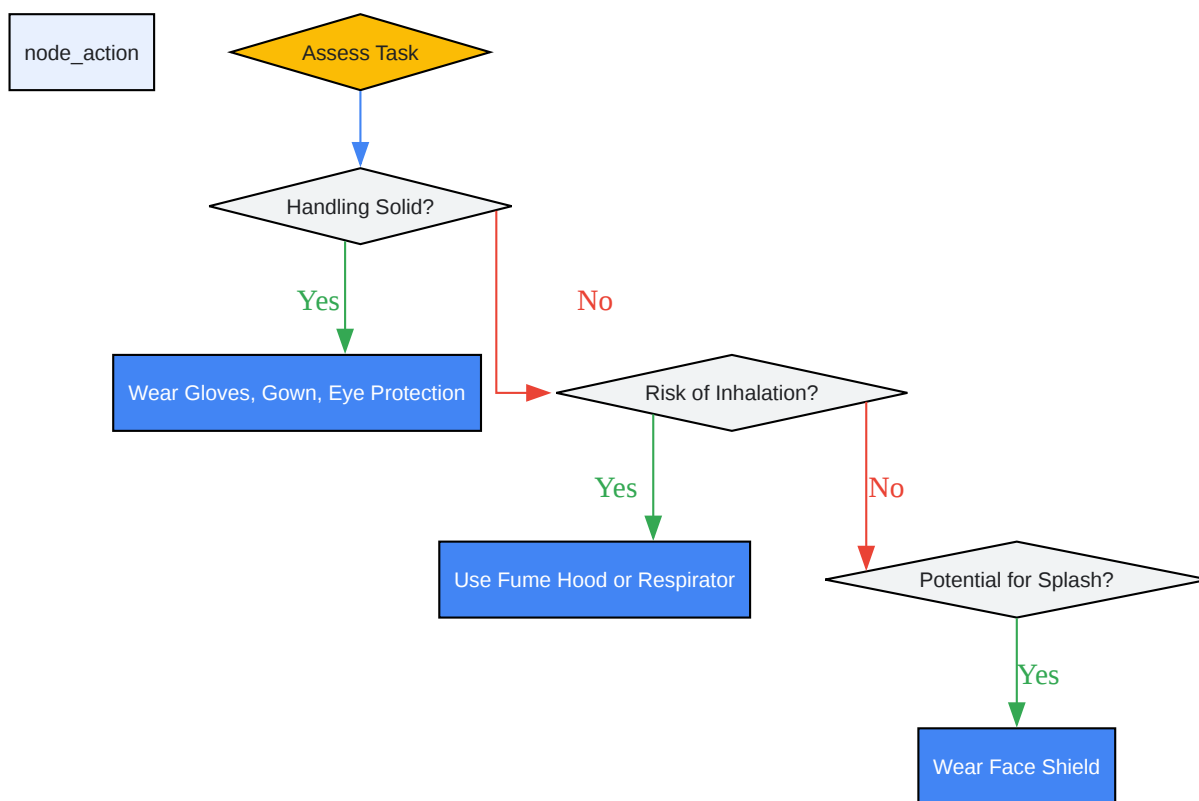 node_action
Assess Task
Handling Solid?
Yes
No
Wear Gloves, Gown, Eye Protection
Risk of Inhalation?
Yes
No
Use Fume Hood or Respirator
Potential for Splash?
Yes
Wear Face Shield